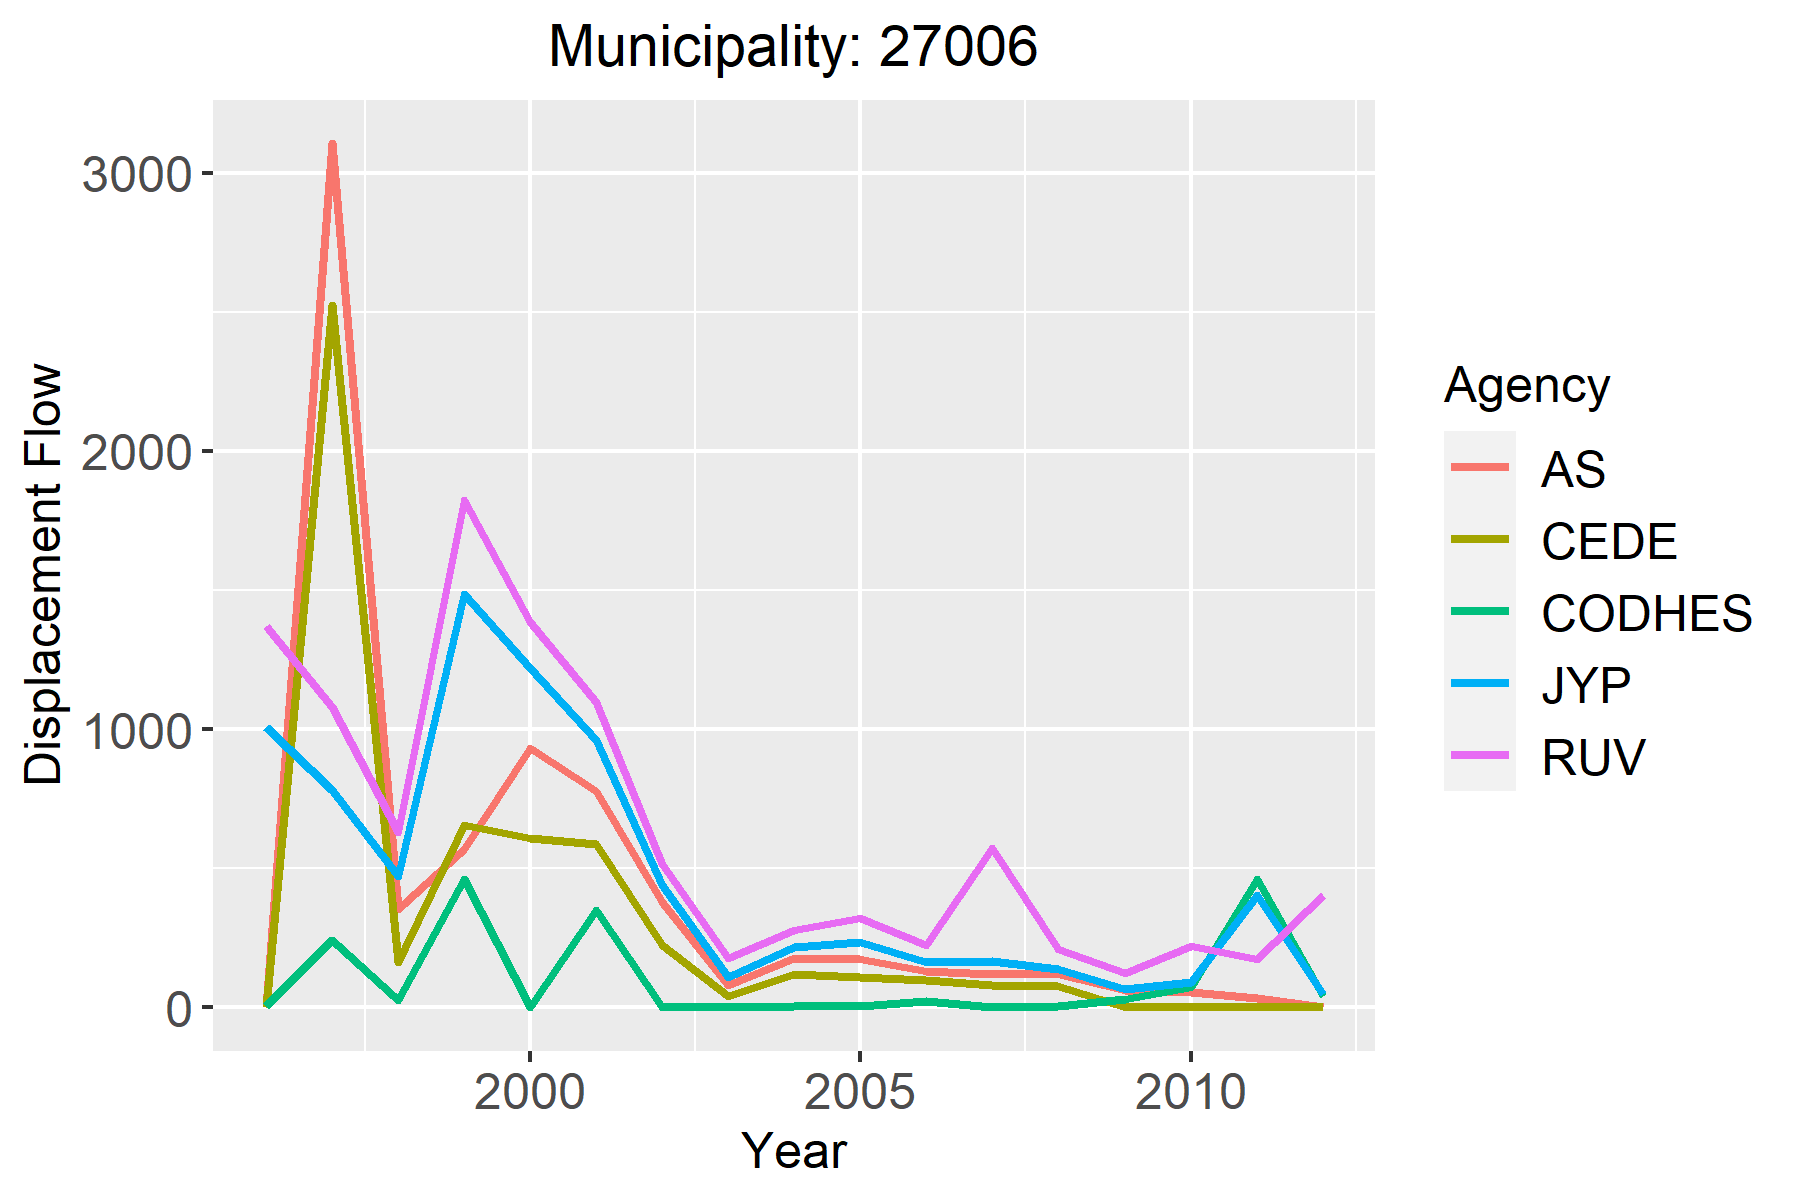 Municipality: 27006
3000
2000
1000
0
Displacement Flow
2000
2005
2010
Year
Agency
AS
CEDE
CODHES
JYP
RUV